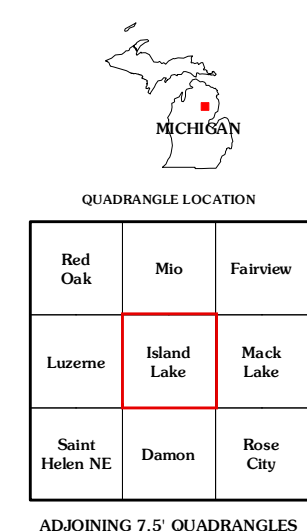 MICHIGAN
QUADRANGLE LOCATION
Red
Oak
Mio
Fairview
Luzerne
Island
Lake
Mack
Lake
Saint
Helen NE
Damon
Rose
City
ADJOINING 7.5' QUADRANGLES